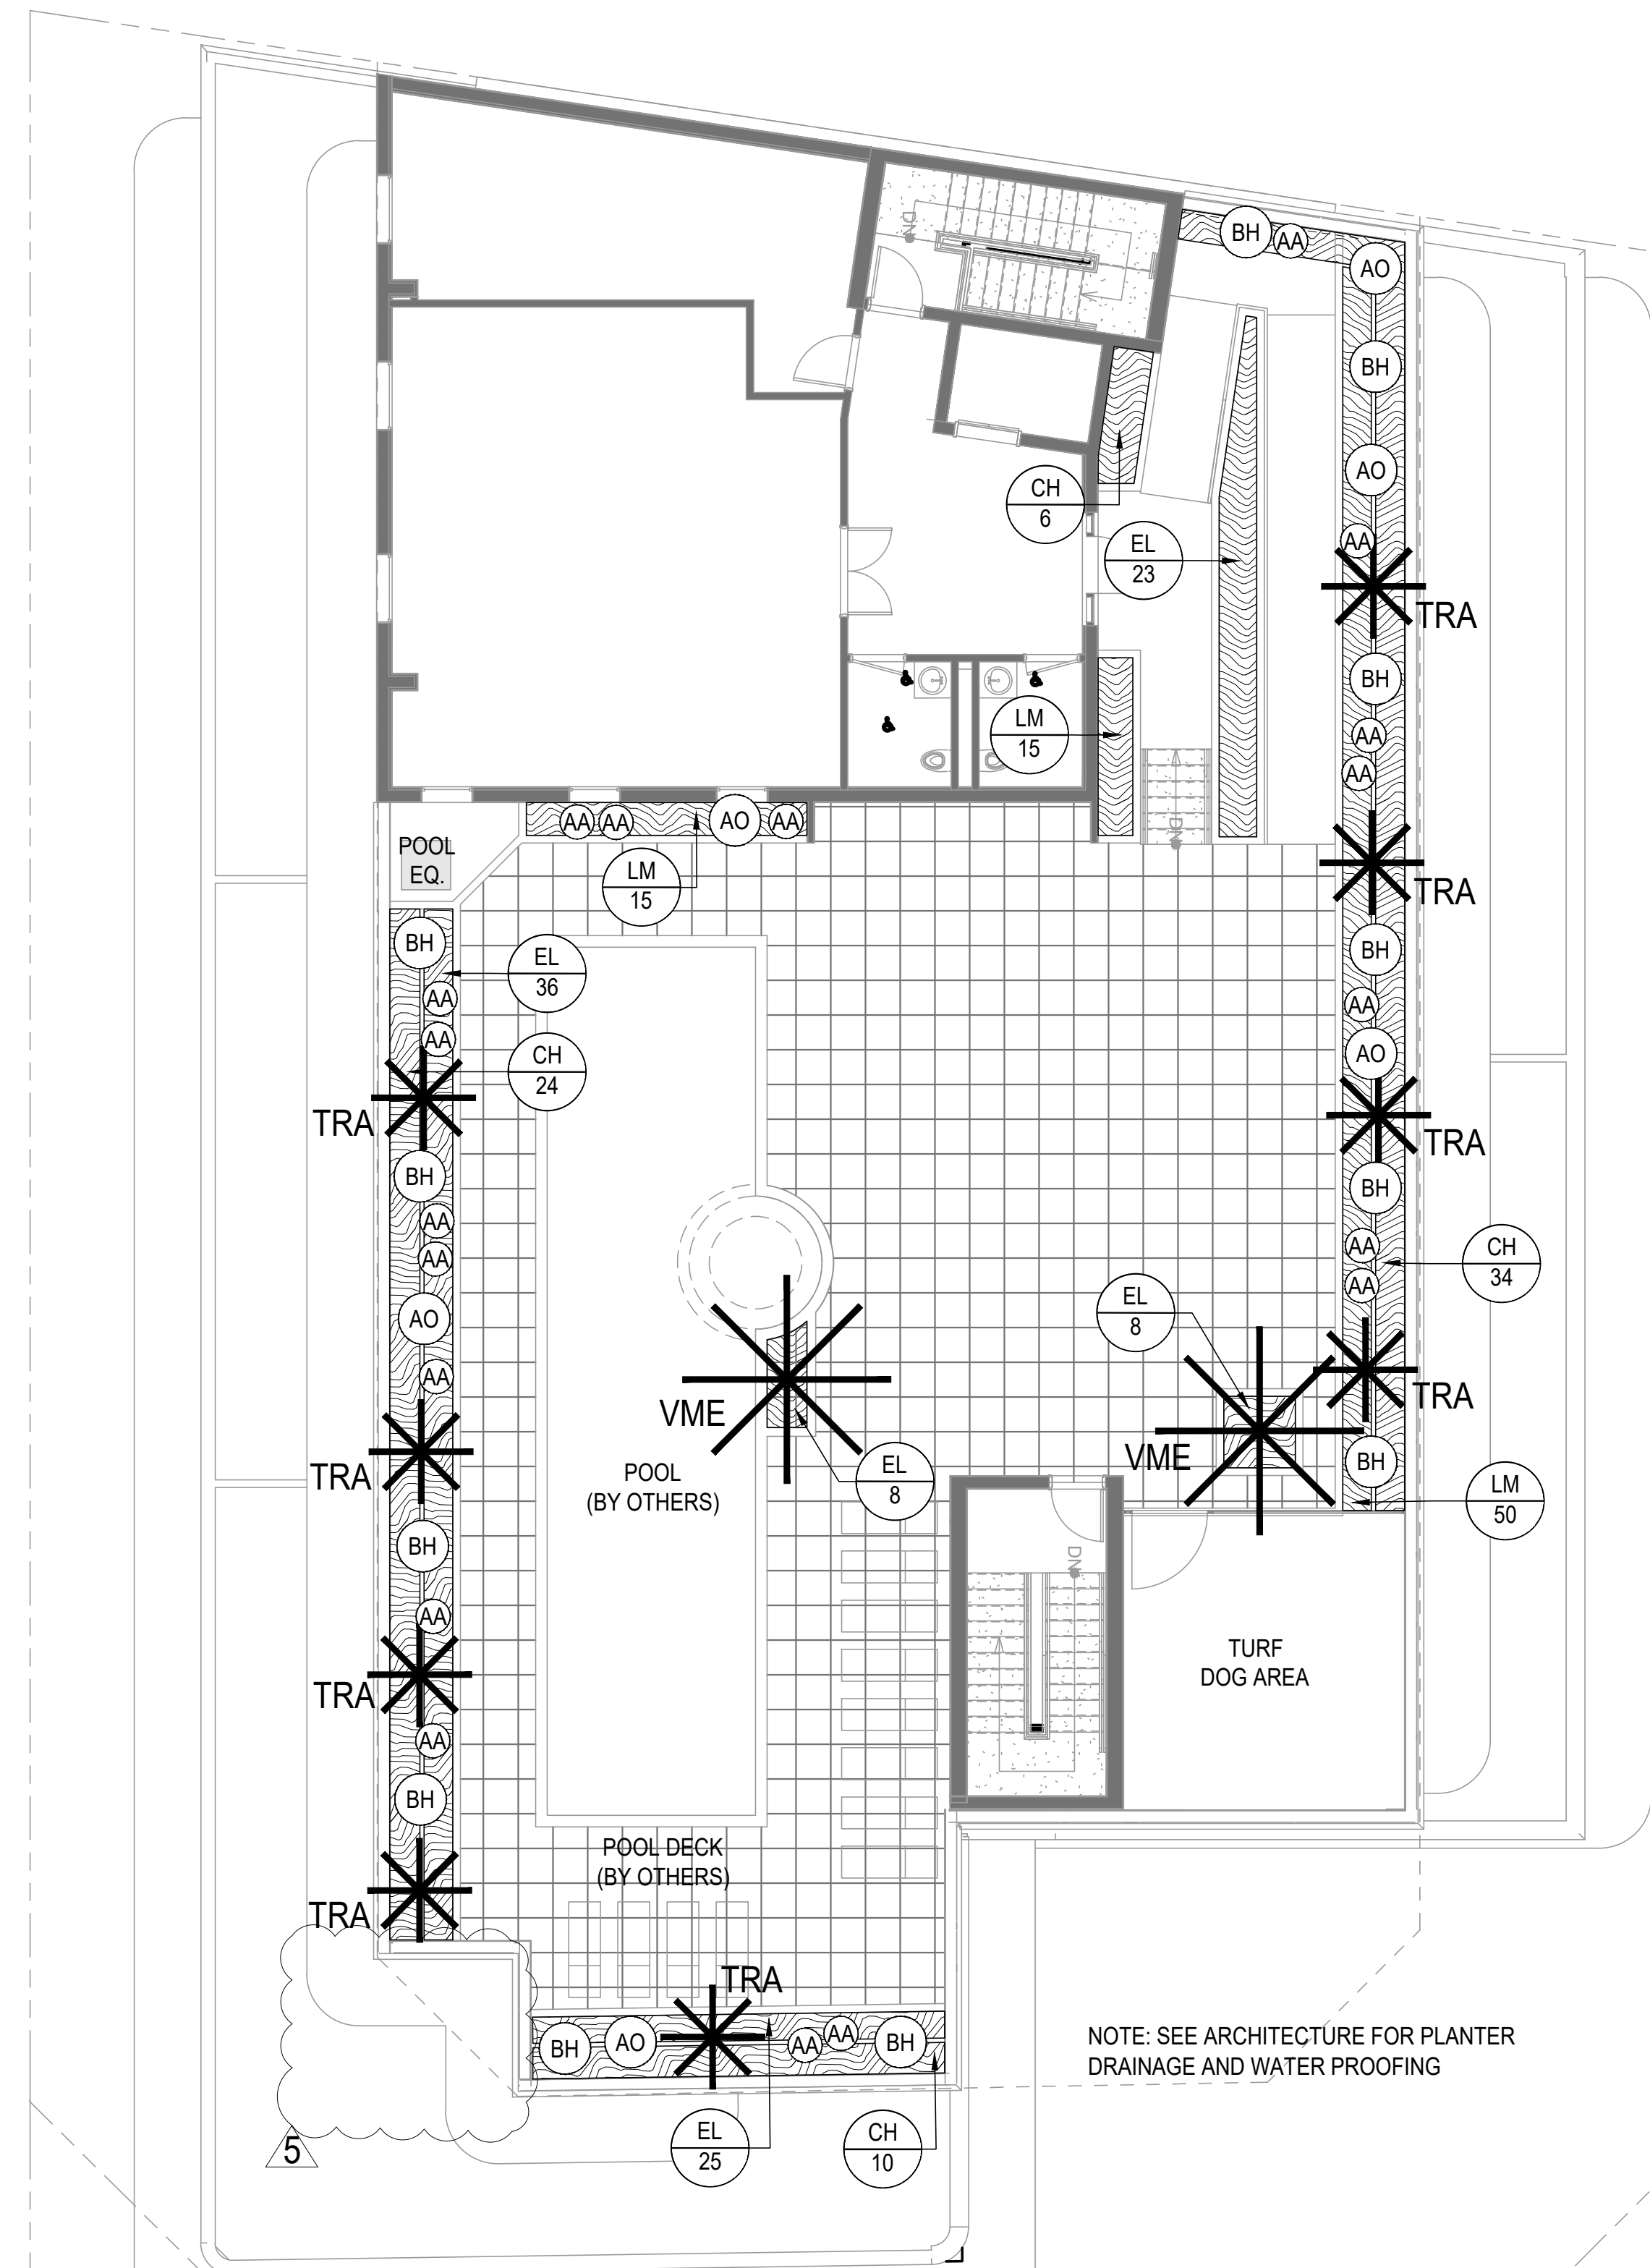 DN
BH
AA
AO
BH
AO
CH
6
EL
23
AA
TRA
BH
LM
15
AA
AA
DN
AA
AA
AO
AA
POOL
EQ.
LM
15
TRA
BH
BH
EL
36
AA
AA
AA
AO
CH
24
TRA
TRA
BH
BH
AA
AA
AA
AA
CH
34
EL
8
AO
AA
TRA
VME
VME
TRA
BH
EL
8
POOL
(BY OTHERS)
LM
50
BH
DN
AA
TURF
DOG AREA
TRA
AA
BH
POOL DECK
(BY OTHERS)
TRA
TRA
BH
AO
AA
AA
BH
NOTE: SEE ARCHITECTURE FOR PLANTER
DRAINAGE AND WATER PROOFING
EL
25
CH
10
5